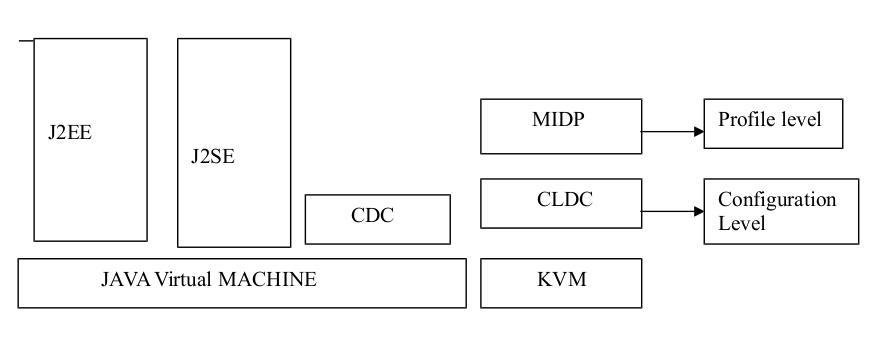 J2EE
J2SE
CDC
MIDP
Profile level
CLDC
Configuration
Level
JAVA Virtual MACHINE
KVM